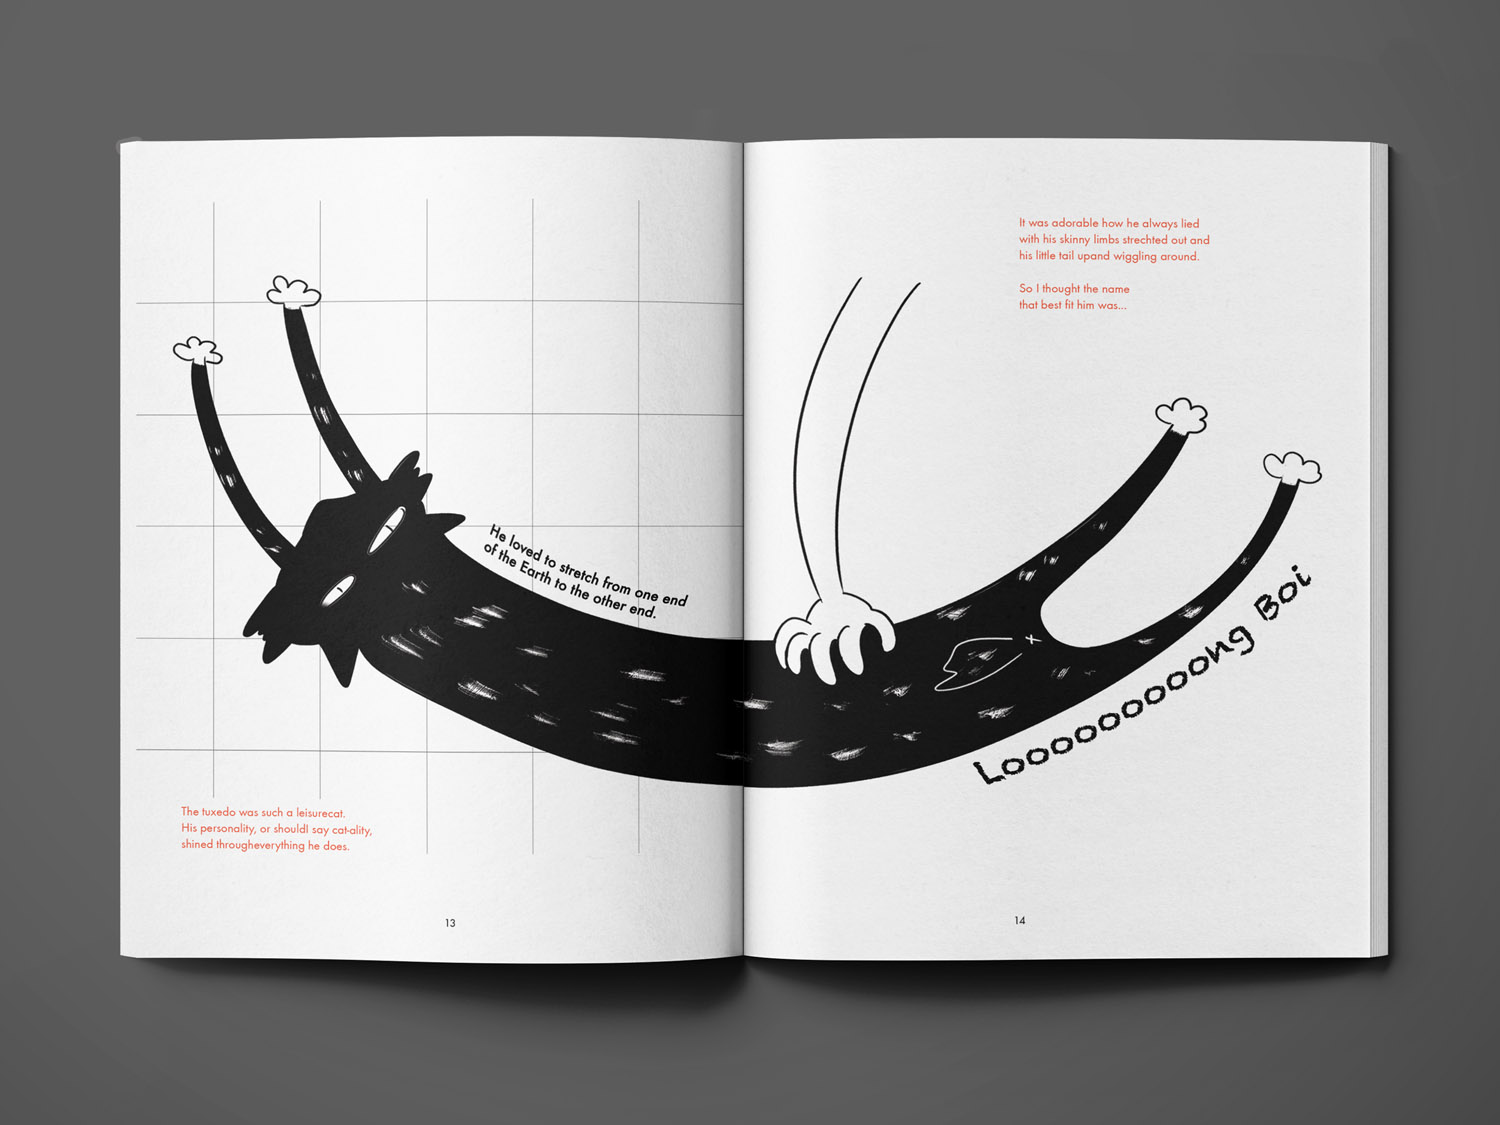 The tuxedo was such a leisurecat.
His personality, or shouldI say cat-ality,
shined througheverything he does.
He loved to stretch from one end
of the Earth to the other end.
13
It was adorable how he always lied
with his skinny limbs strechted out and
his little tail upand wiggling around.
So I thought the name
that best fit him was...
Looooooooong Boi
14